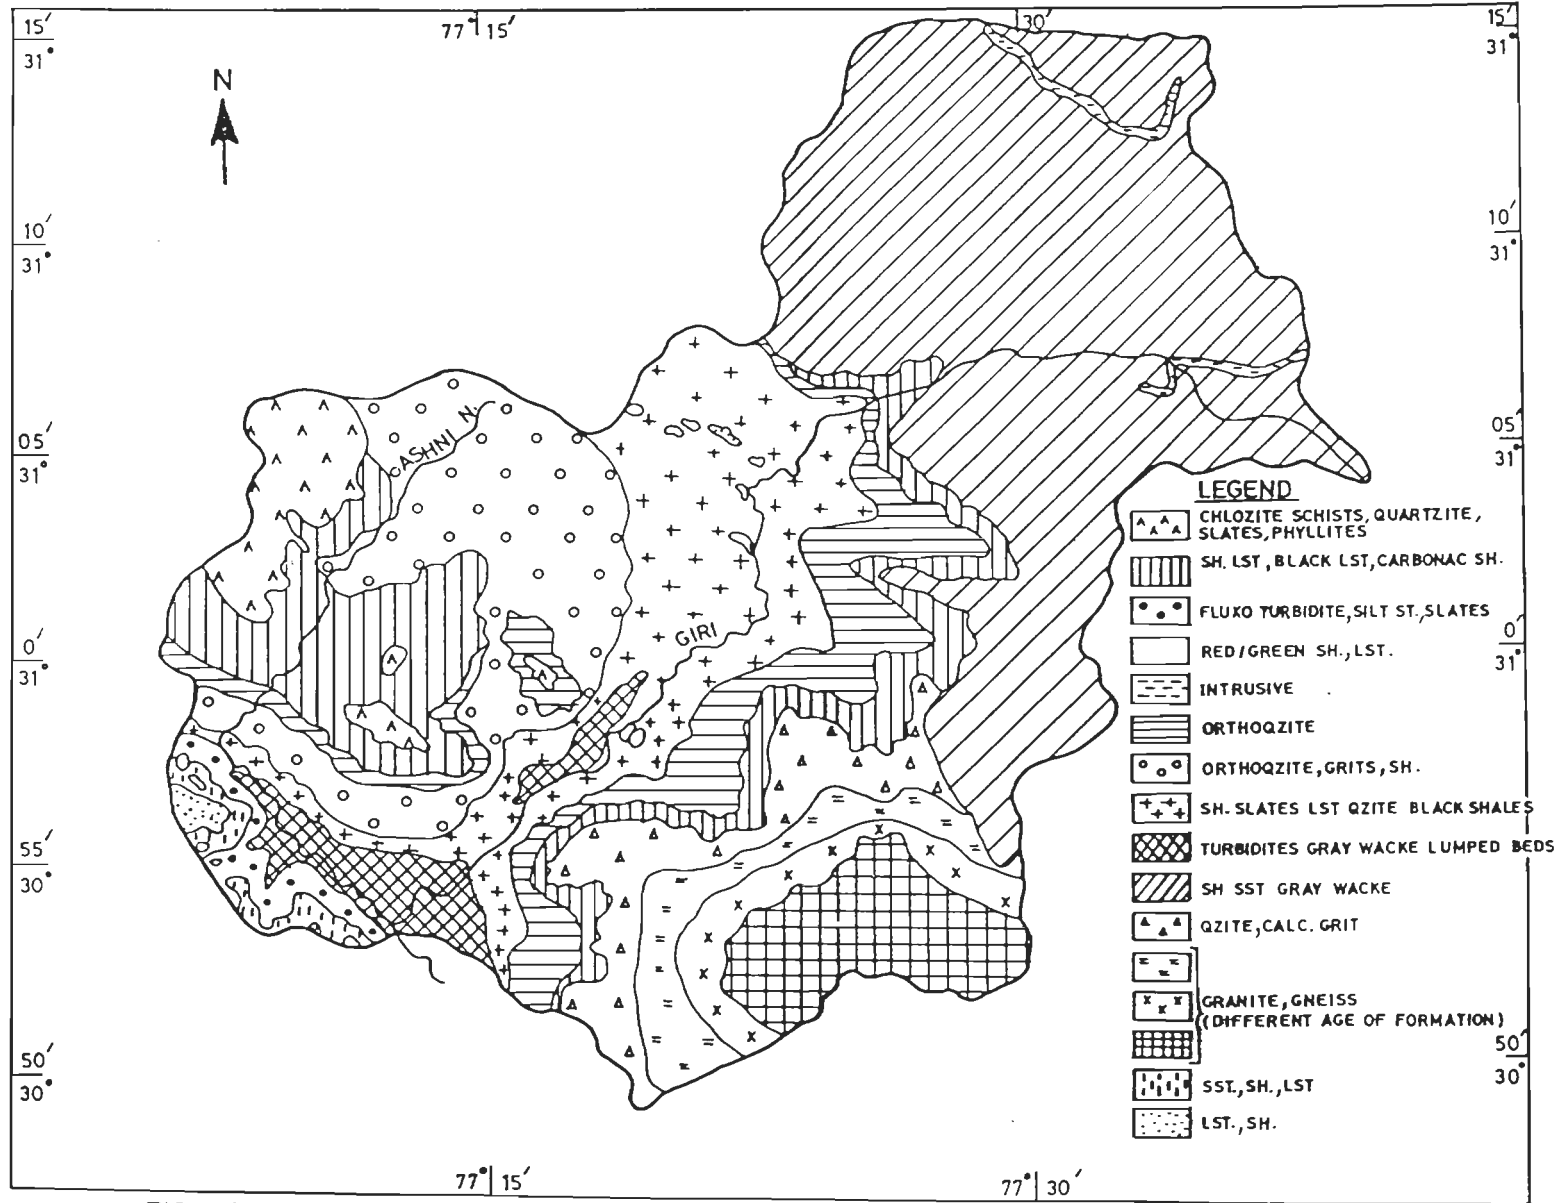 15′ 77° 15′ 30′ 15′
31° 31°
N
10′ 10′
31° 31°
ASHNI N.
05′ 05′
31° 31°
GIRI
0′ 0′
31° 31°
55′
30°
50′ 50′
30° 30°
77° 15′ 77° 30′
LEGEND
CHLOZITE SCHISTS, QUARTZITE,
SLATES, PHYLLITES
SH. LST, BLACK LST, CARBONAC SH.
FLUXO TURBIDITE, SILT ST., SLATES
RED/GREEN SH., LST.
INTRUSIVE
ORTHOQZITE
ORTHOQZITE, GRITS, SH.
SH. SLATES LST QZITE BLACK SHALES
TURBIDITES GRAY WACKE LUMPED BEDS
SH SST GRAY WACKE
QZITE, CALC. GRIT
GRANITE, GNEISS
(DIFFERENT AGE OF FORMATION)
SST., SH., LST
LST., SH.